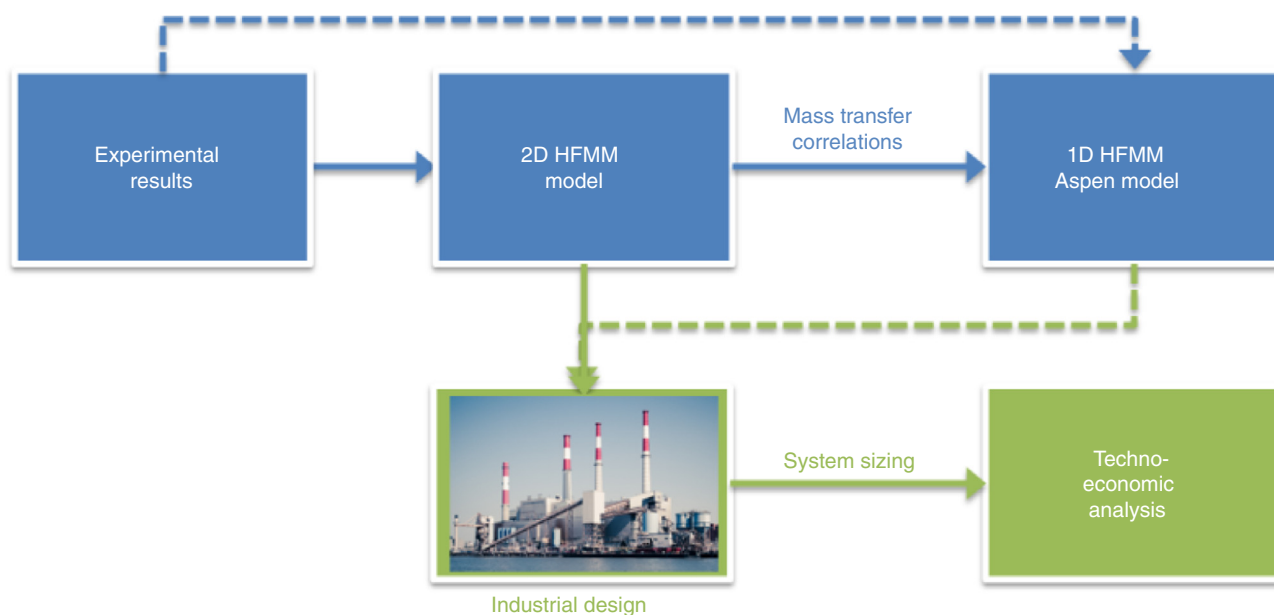 Experimental
results
2D HFMM
model
Mass transfer
correlations
1D HFMM
Aspen model
System sizing
Techno-
economic
analysis
Industrial design